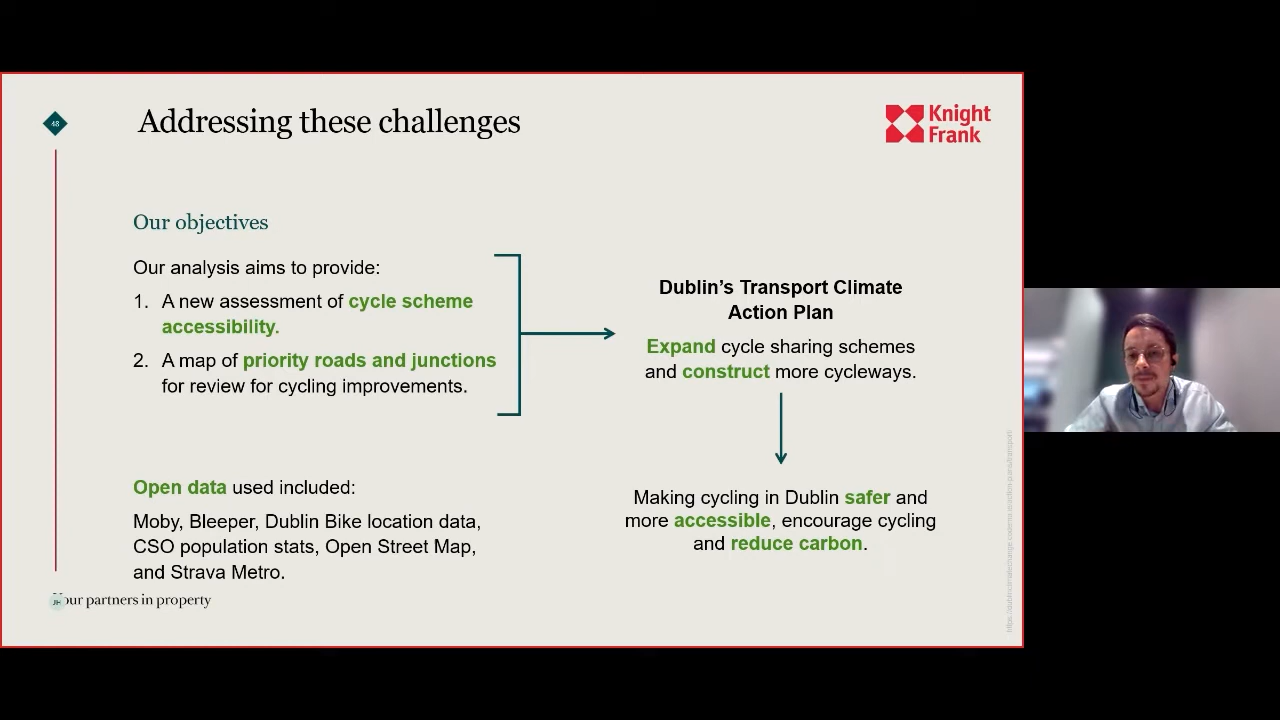 48
Addressing these challenges
Knight
Frank
Our objectives
Our analysis aims to provide:
1. A new assessment of cycle scheme
accessibility.
2. A map of priority roads and junctions
for review for cycling improvements.
Open data used included:
Moby, Bleeper, Dublin Bike location data,
CSO population stats, Open Street Map,
and Strava Metro.
Dublin’s Transport Climate
Action Plan
Expand cycle sharing schemes
and construct more cycleways.
Making cycling in Dublin safer and
more accessible, encourage cycling
and reduce carbon.
JH
Your partners in property